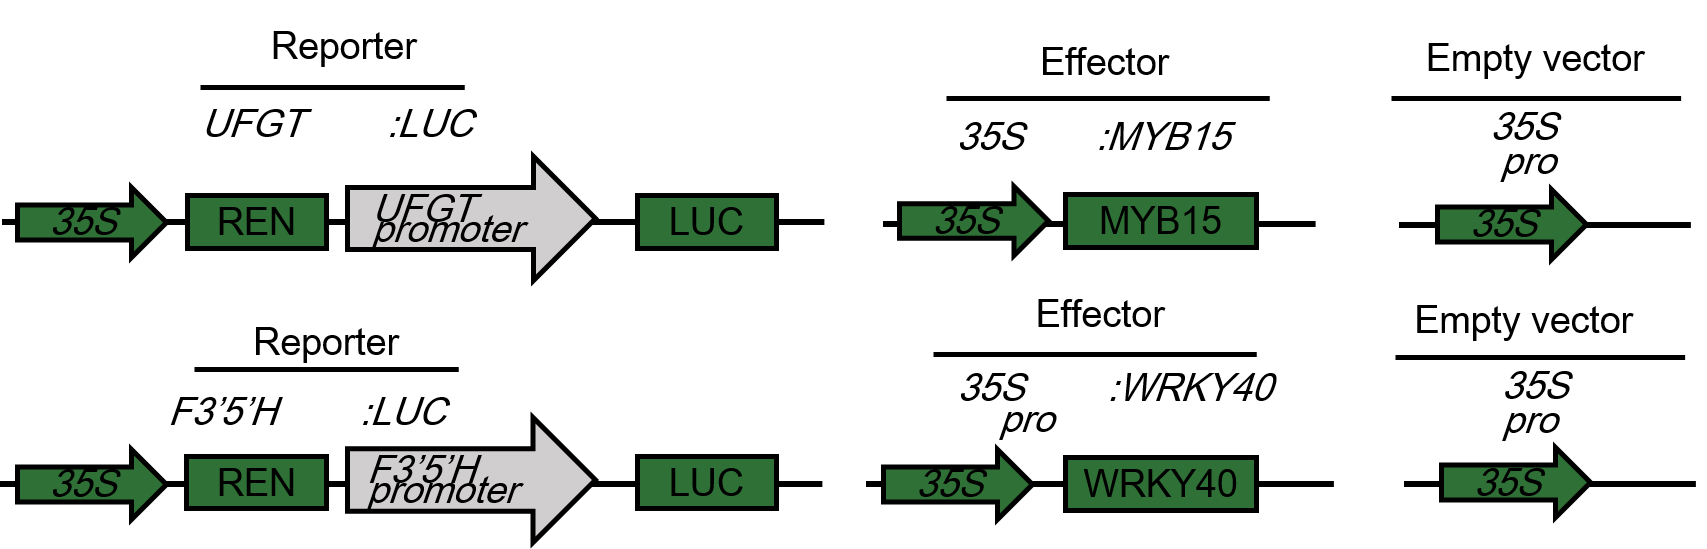 Reporter
UFGT :LUC
35S REN UFGT promoter LUC
Effector
35S :MYB15
35S MYB15
Empty vector
35S
pro
35S
Reporter
F3’5’H :LUC
35S REN F3’5’H promoter LUC
Effector
35S :WRKY40
pro
35S WRKY40
Empty vector
35S
pro
35S